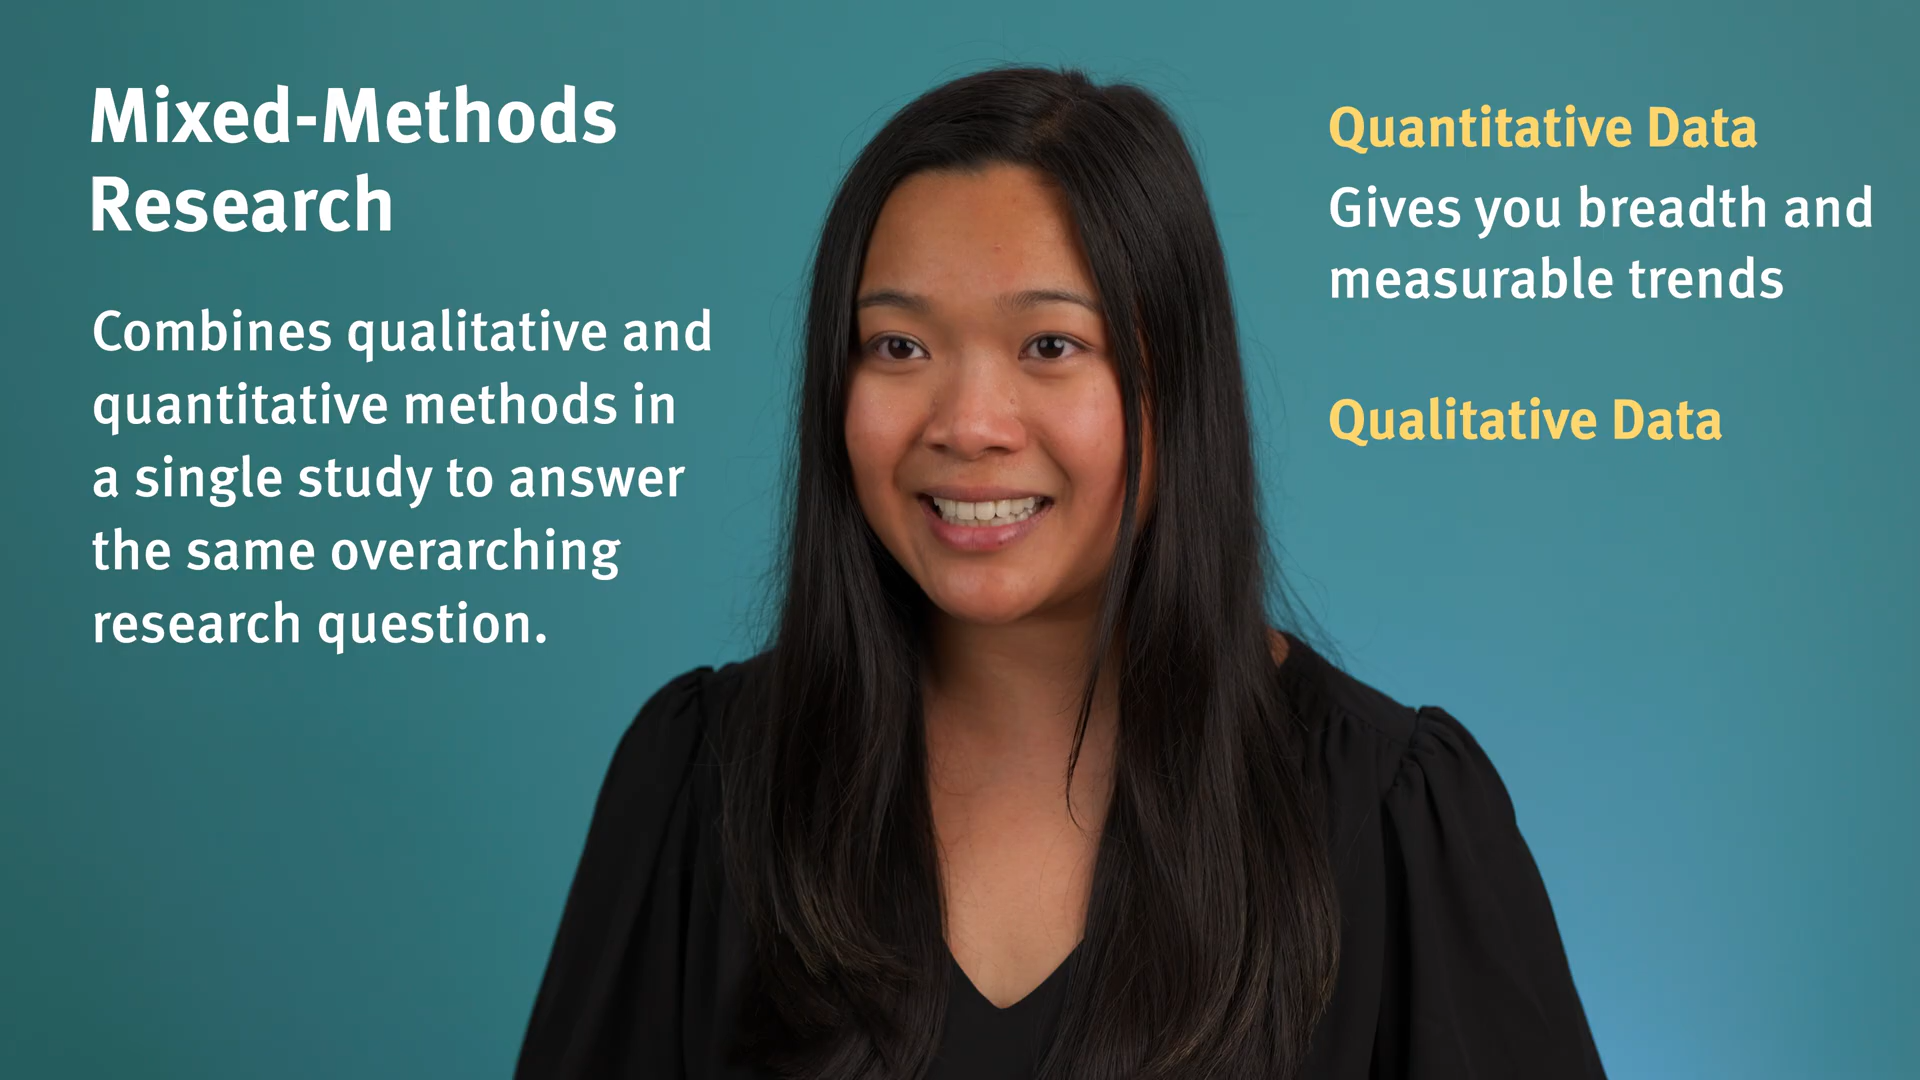 Mixed-Methods
Research
Combines qualitative and
quantitative methods in
a single study to answer
the same overarching
research question.
Quantitative Data
Gives you breadth and
measurable trends
Qualitative Data